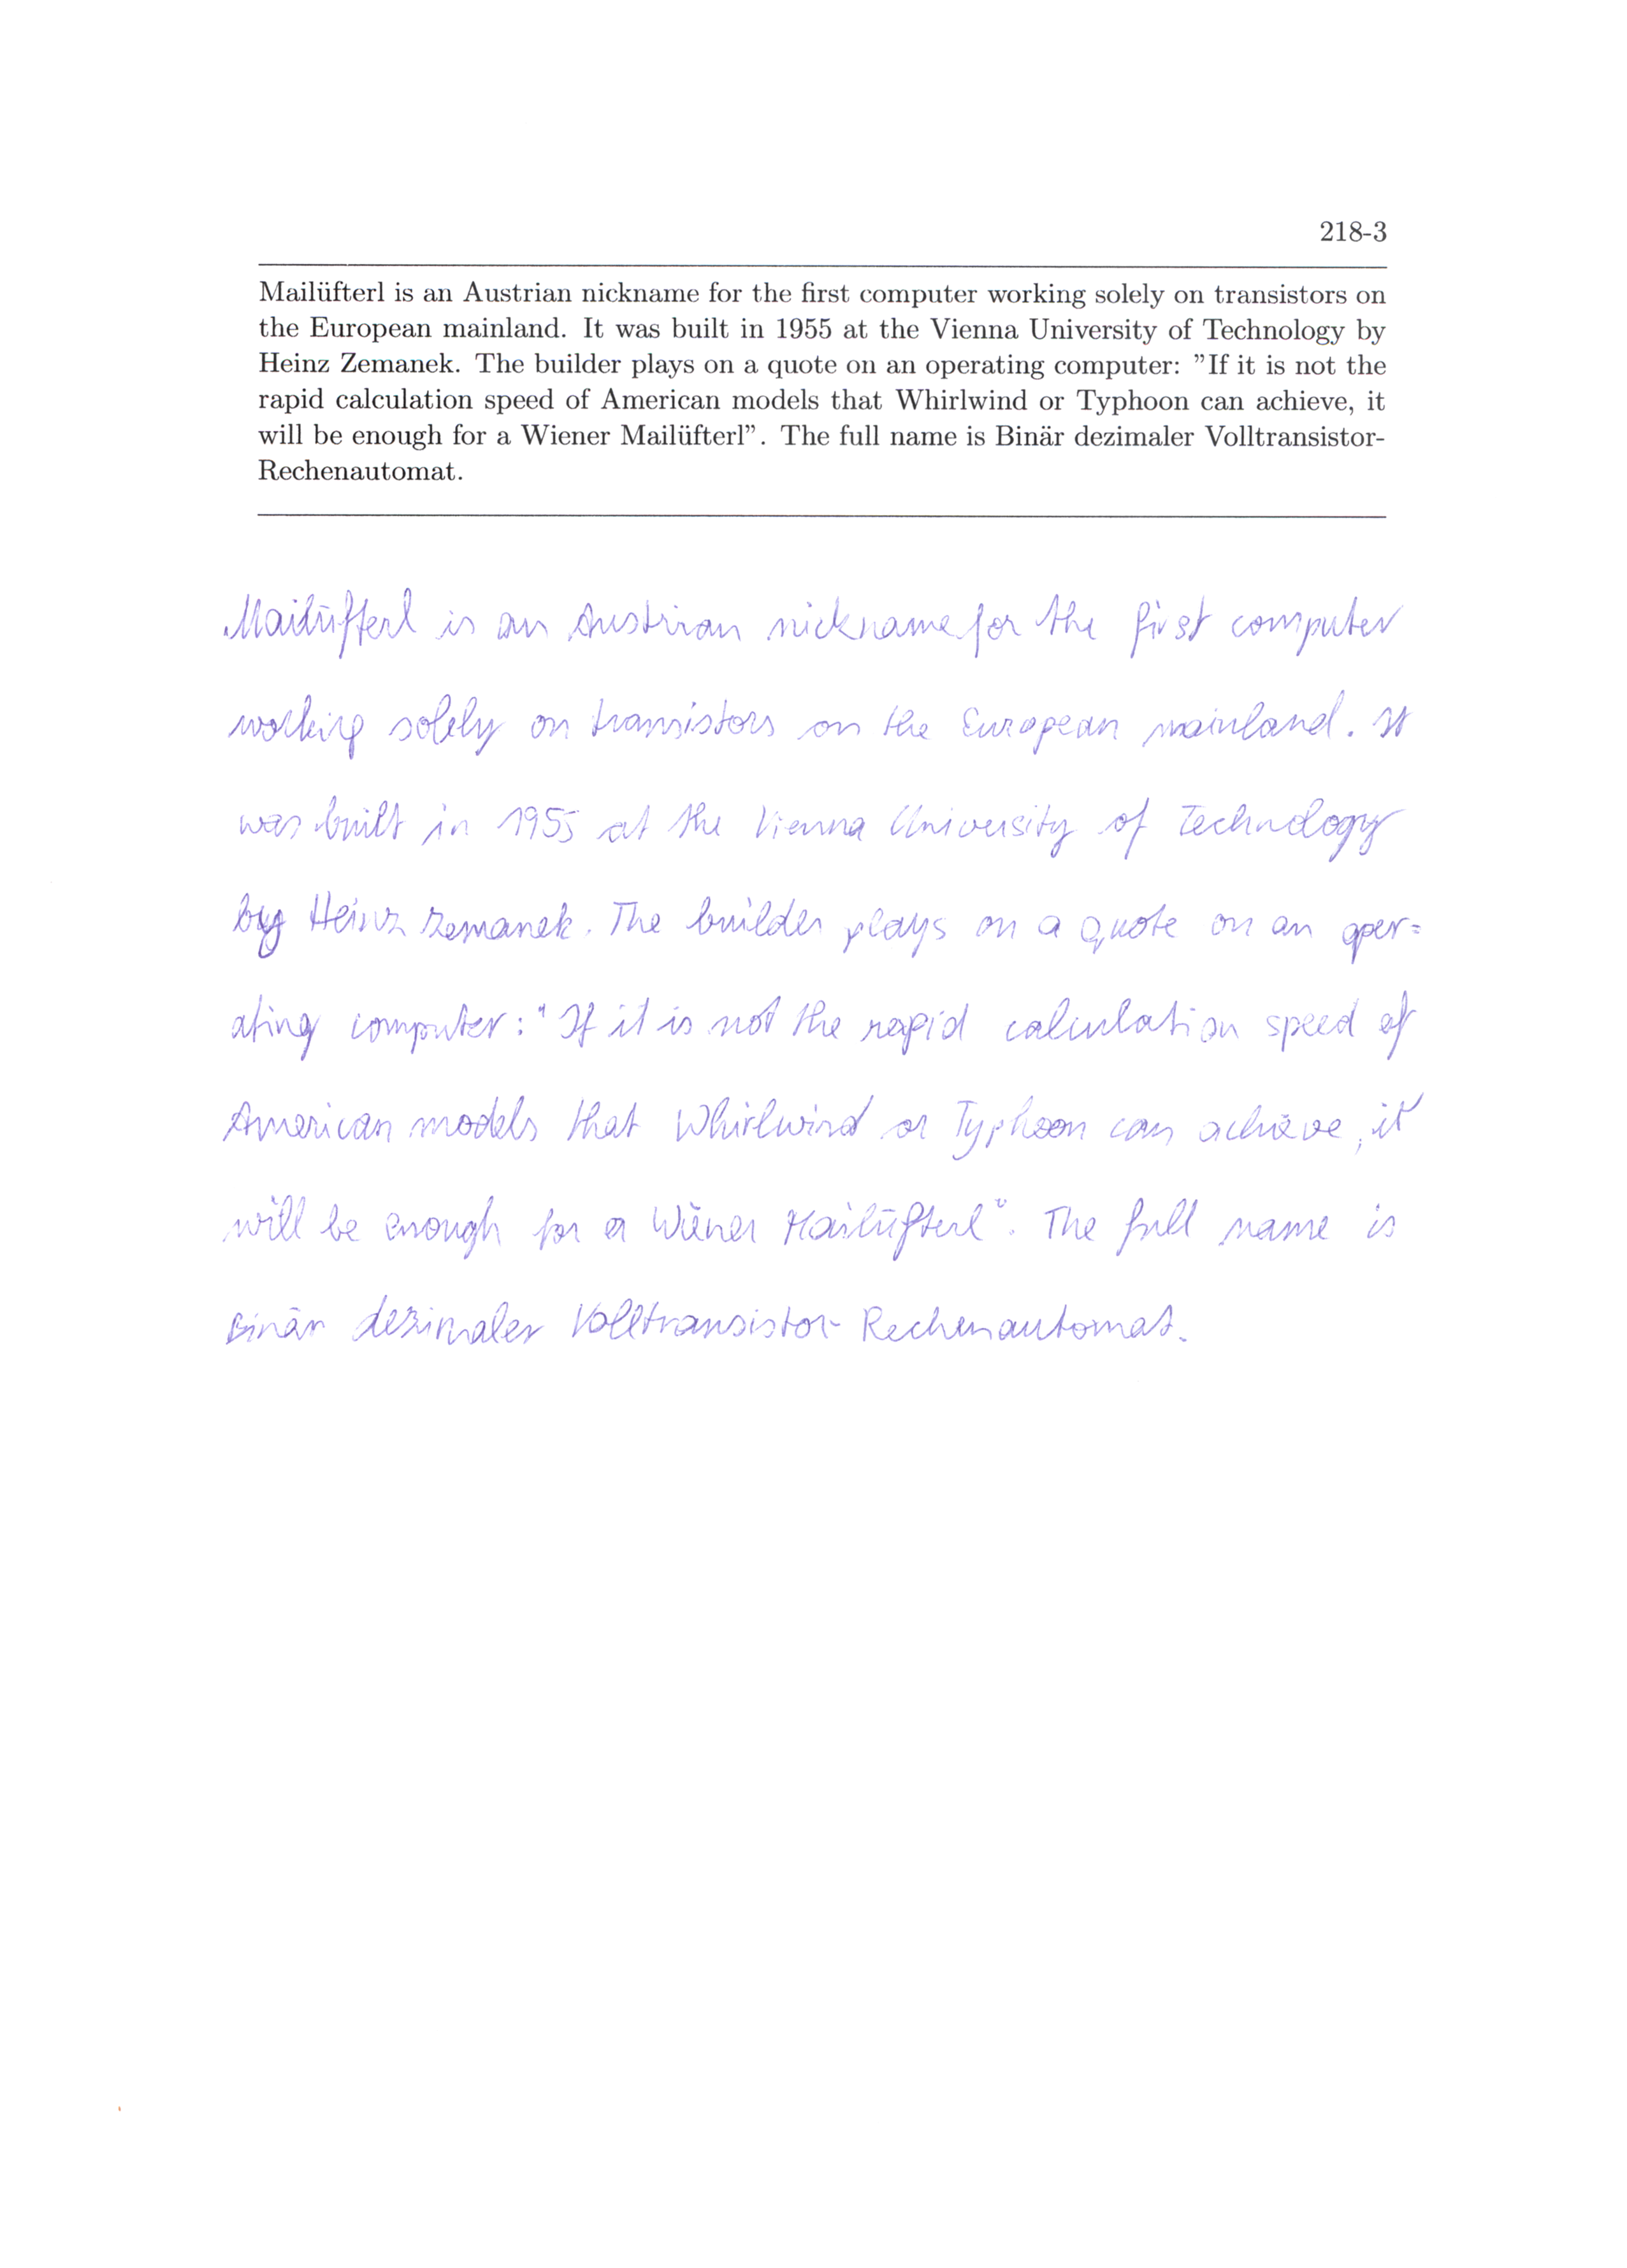 218-3
Mailüfterl is an Austrian nickname for the first computer working solely on transistors on
the European mainland. It was built in 1955 at the Vienna University of Technology by
Heinz Zemanek. The builder plays on a quote on an operating computer: ”If it is not the
rapid calculation speed of American models that Whirlwind or Typhoon can achieve, it
will be enough for a Wiener Mailüfterl”. The full name is Binär dezimaler Volltransistor-
Rechenautomat.
Mailüfterl is an Austrian nickname for the first computer
working solely on transistors on the European mainland. It
was built in 1955 at the Vienna University of Technology
by Heinz Zemanek. The builder plays on a quote on an oper=
ating computer: "If it is not the rapid calculation speed of
American models that Whirlwind or Typhoon can achieve, it
will be enough for a Wiener Mailüfterl". The full name is
Binär dezimaler Volltransistor-Rechenautomat.